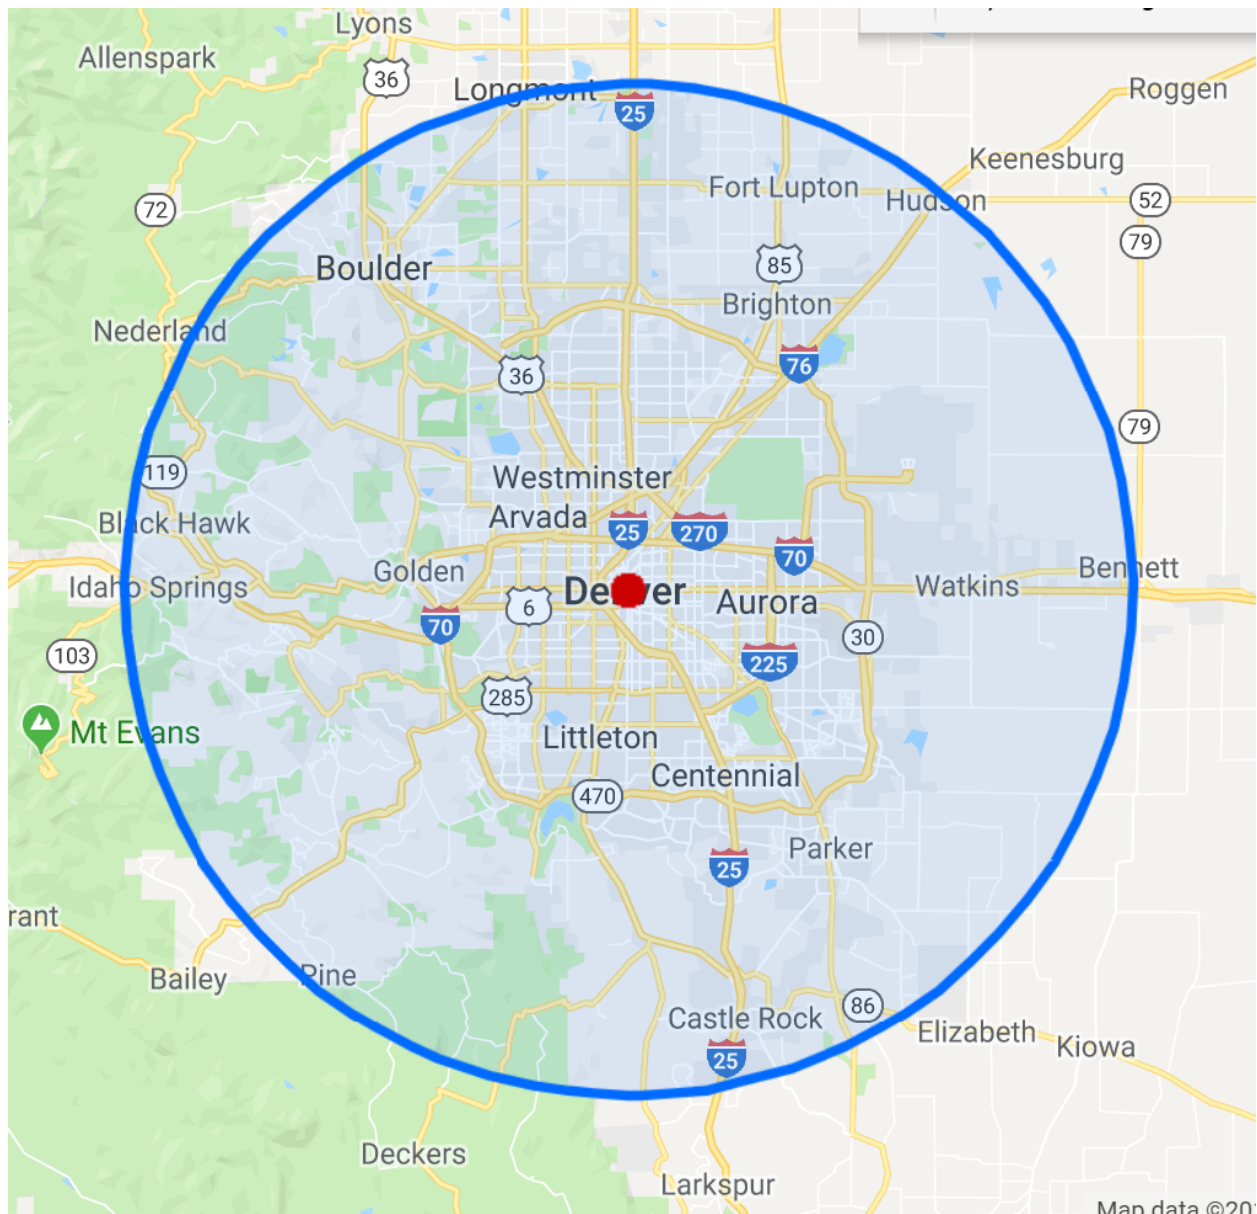 Lyons
Allenspark
36
Longmont
25
Roggen
Keenesburg
Fort Lupton
Hudson
52
72
79
85
Boulder
Brighton
Nederland
76
36
79
119
Westminster
Arvada
Black Hawk
25
270
70
Golden
Bennett
Idaho Springs
Denver
Watkins
6
Aurora
70
30
103
225
285
Mt Evans
Littleton
Centennial
470
Parker
25
rant
Bailey
Pine
86
Castle Rock
Elizabeth
Kiowa
25
Deckers
Larkspur
Map data ©201